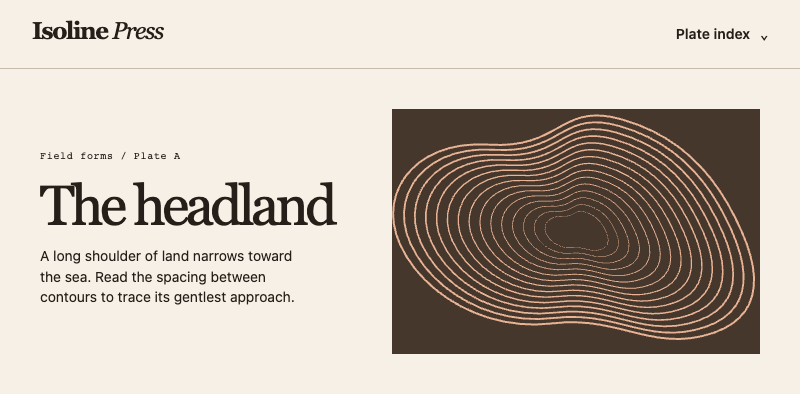 Isoline Press
Plate index
Field forms / Plate A
The headland
A long shoulder of land narrows toward
the sea. Read the spacing between
contours to trace its gentlest approach.